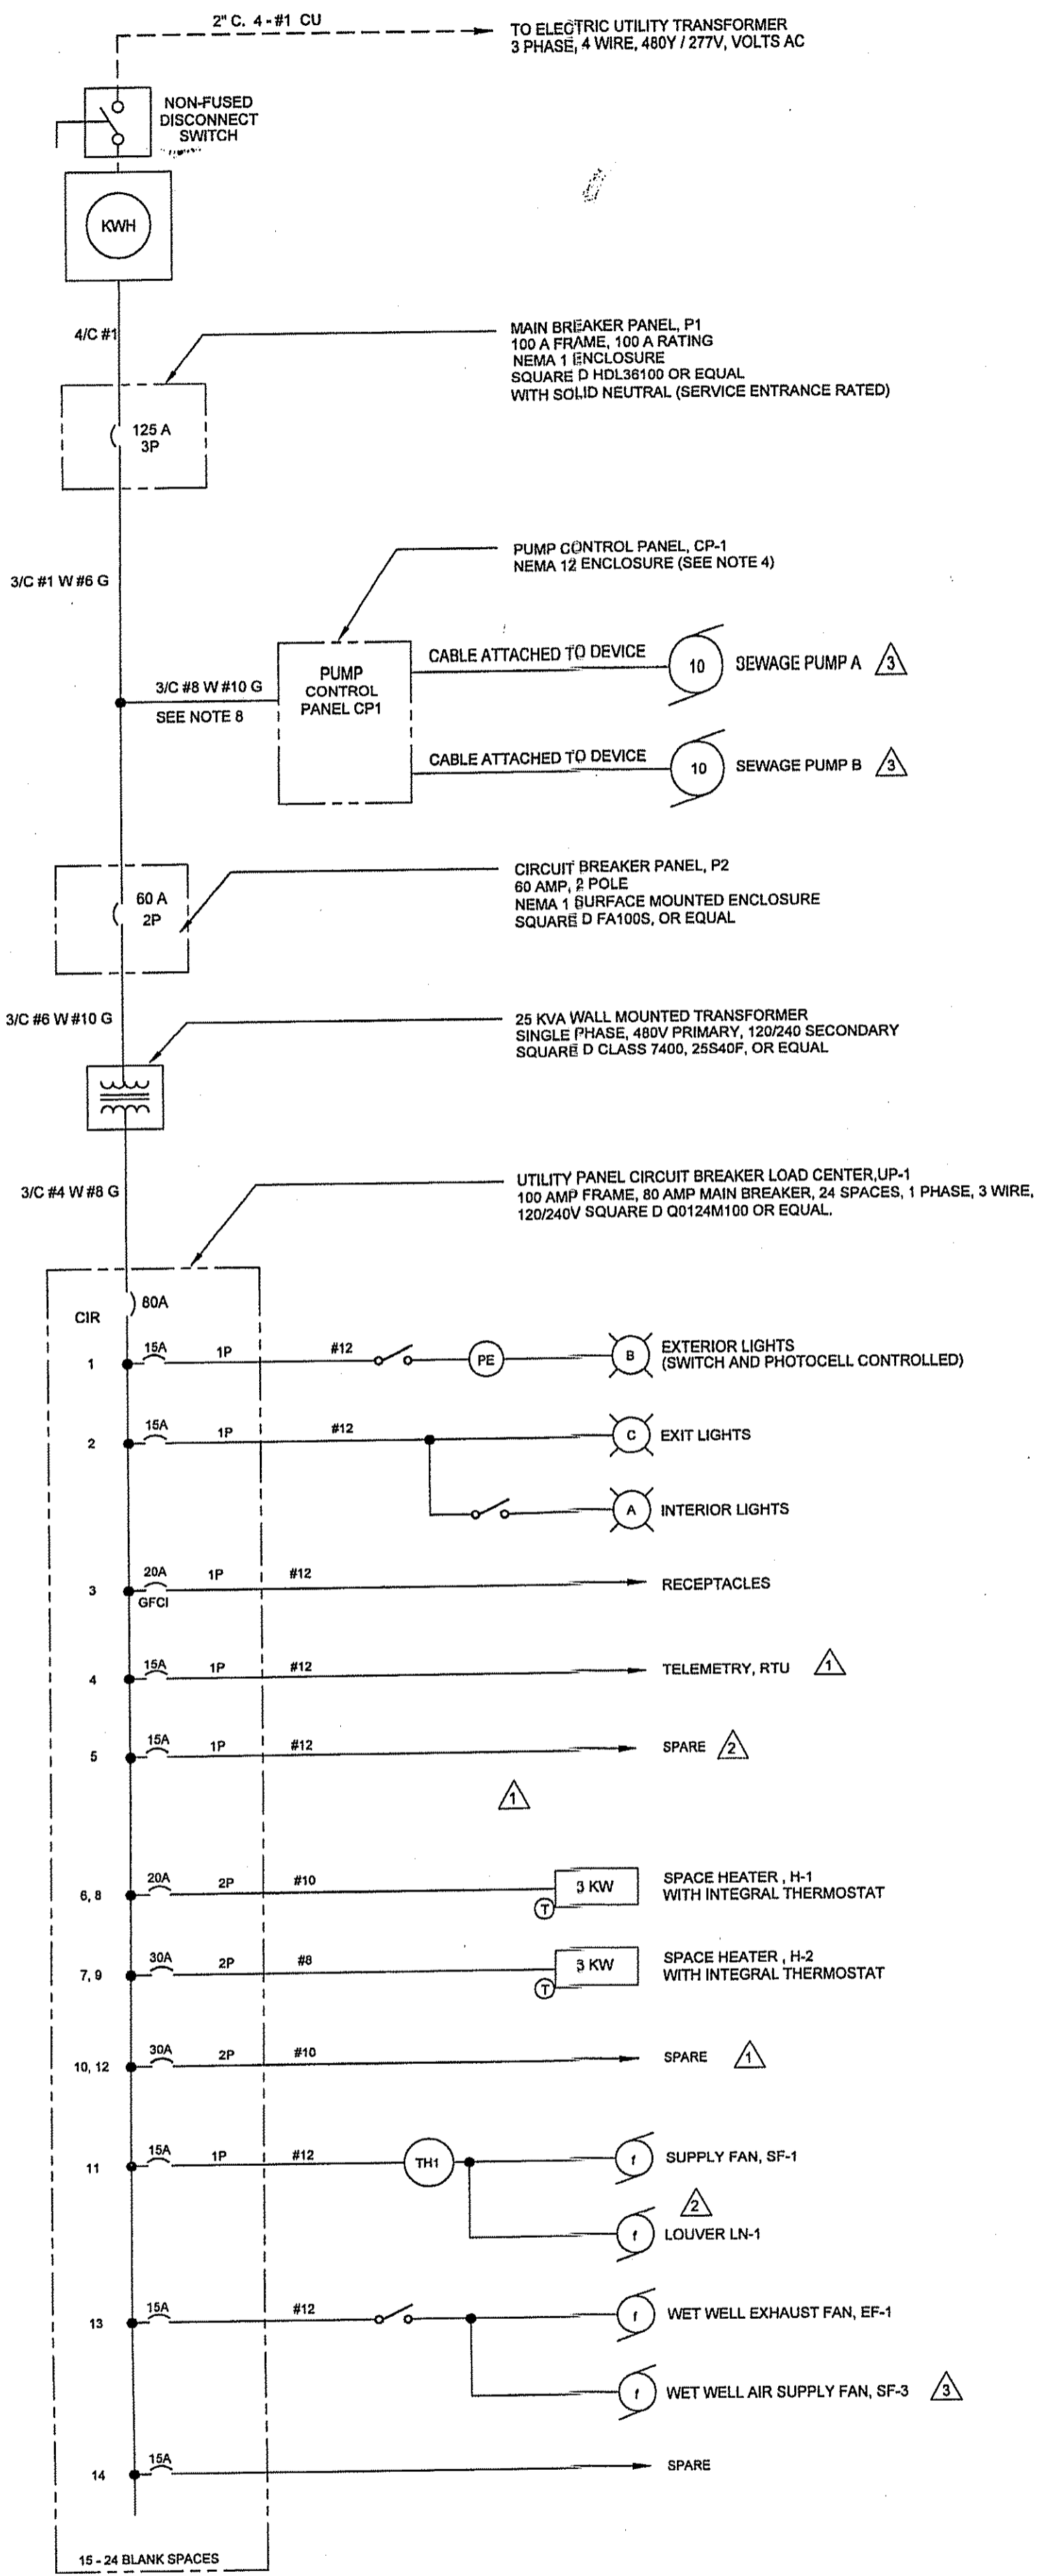 2" C. 4 - #1 CU
TO ELECTRIC UTILITY TRANSFORMER
3 PHASE, 4 WIRE, 480Y / 277V, VOLTS AC
NON-FUSED
DISCONNECT
SWITCH
KWH
4/C #1
MAIN BREAKER PANEL, P1
100 A FRAME, 100 A RATING
NEMA 1 ENCLOSURE
SQUARE D HDL36100 OR EQUAL
WITH SOLID NEUTRAL (SERVICE ENTRANCE RATED)
125 A
3P
3/C #1 W #6 G
PUMP CONTROL PANEL, CP-1
NEMA 12 ENCLOSURE (SEE NOTE 4)
3/C #8 W #10 G
SEE NOTE 8
PUMP
CONTROL
PANEL CP1
CABLE ATTACHED TO DEVICE
10
SEWAGE PUMP A
3
CABLE ATTACHED TO DEVICE
10
SEWAGE PUMP B
3
60 A
2P
CIRCUIT BREAKER PANEL, P2
60 AMP, 2 POLE
NEMA 1 SURFACE MOUNTED ENCLOSURE
SQUARE D FA100S, OR EQUAL
3/C #6 W #10 G
25 KVA WALL MOUNTED TRANSFORMER
SINGLE PHASE, 480V PRIMARY, 120/240 SECONDARY
SQUARE D CLASS 7400, 25S40F, OR EQUAL
3/C #4 W #8 G
UTILITY PANEL CIRCUIT BREAKER LOAD CENTER,UP-1
100 AMP FRAME, 80 AMP MAIN BREAKER, 24 SPACES, 1 PHASE, 3 WIRE,
120/240V SQUARE D Q0124M100 OR EQUAL.
CIR
80A
1
15A
1P
#12
PE
B
EXTERIOR LIGHTS
(SWITCH AND PHOTOCELL CONTROLLED)
2
15A
1P
#12
C
EXIT LIGHTS
A
INTERIOR LIGHTS
3
20A
GFCI
1P
#12
RECEPTACLES
4
15A
1P
#12
TELEMETRY, RTU
1
5
15A
1P
#12
SPARE
2
1
6, 8
20A
2P
#10
3 KW
T
SPACE HEATER , H-1
WITH INTEGRAL THERMOSTAT
7, 9
30A
2P
#8
3 KW
T
SPACE HEATER , H-2
WITH INTEGRAL THERMOSTAT
10, 12
30A
2P
#10
SPARE
1
11
15A
1P
#12
TH1
f
SUPPLY FAN, SF-1
2
f
LOUVER LN-1
13
15A
#12
f
WET WELL EXHAUST FAN, EF-1
f
WET WELL AIR SUPPLY FAN, SF-3
3
14
15A
SPARE
15 - 24 BLANK SPACES